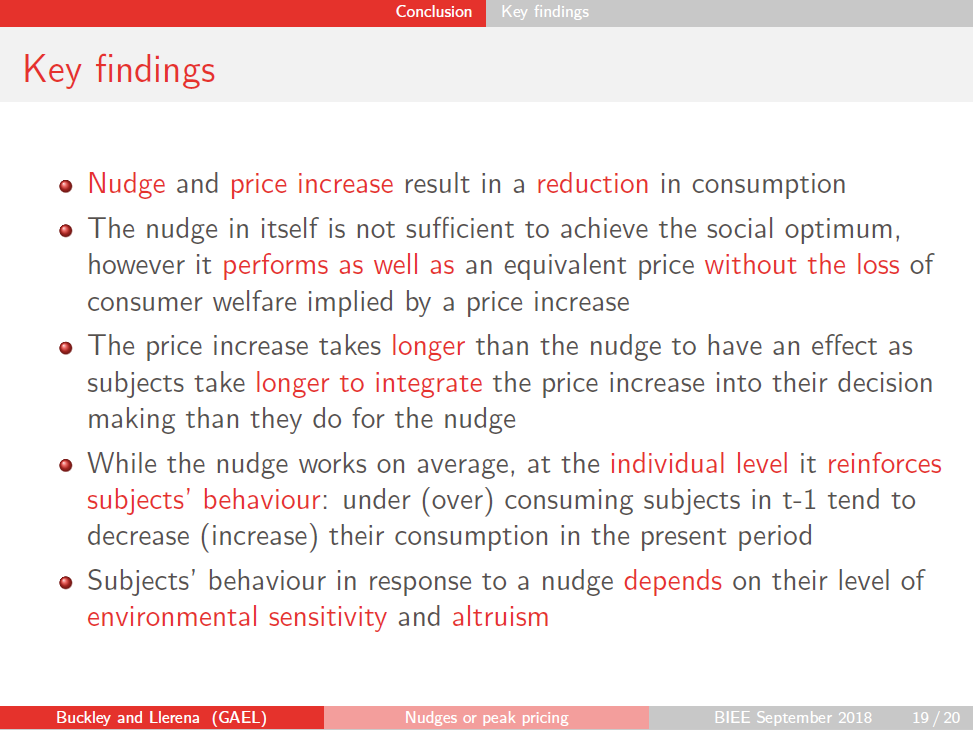 Conclusion Key findings
Key findings
Nudge and price increase result in a reduction in consumption
The nudge in itself is not sufficient to achieve the social optimum,
however it performs as well as an equivalent price without the loss of
consumer welfare implied by a price increase
The price increase takes longer than the nudge to have an effect as
subjects take longer to integrate the price increase into their decision
making than they do for the nudge
While the nudge works on average, at the individual level it reinforces
subjects' behaviour: under (over) consuming subjects in t-1 tend to
decrease (increase) their consumption in the present period
Subjects' behaviour in response to a nudge depends on their level of
environmental sensitivity and altruism
Buckley and Llerena (GAEL) Nudges or peak pricing BIEE September 2018 19 / 20